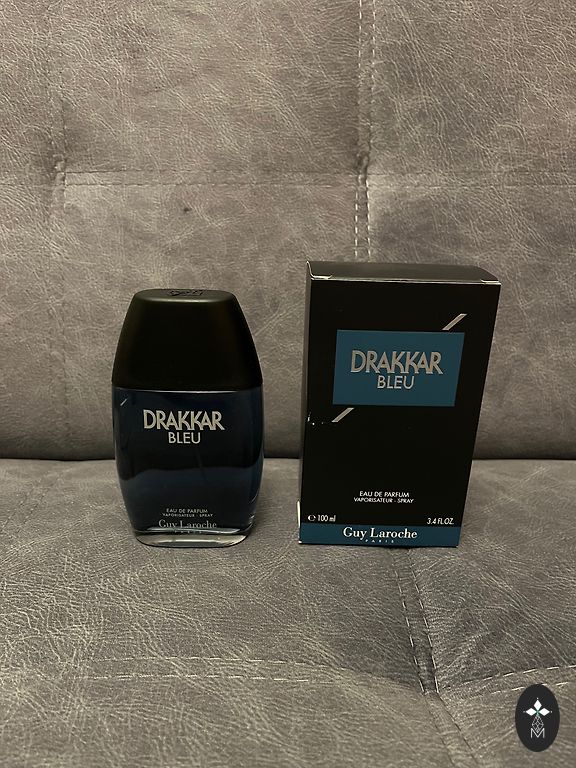 DRAKKAR
BLEU
EAU DE PARFUM
VAPORISATEUR - SPRAY
Guy Laroche
DRAKKAR
BLEU
EAU DE PARFUM
VAPORISATEUR - SPRAY
℮ 100 ml
3.4 FL.OZ.
Guy Laroche
PARIS
M